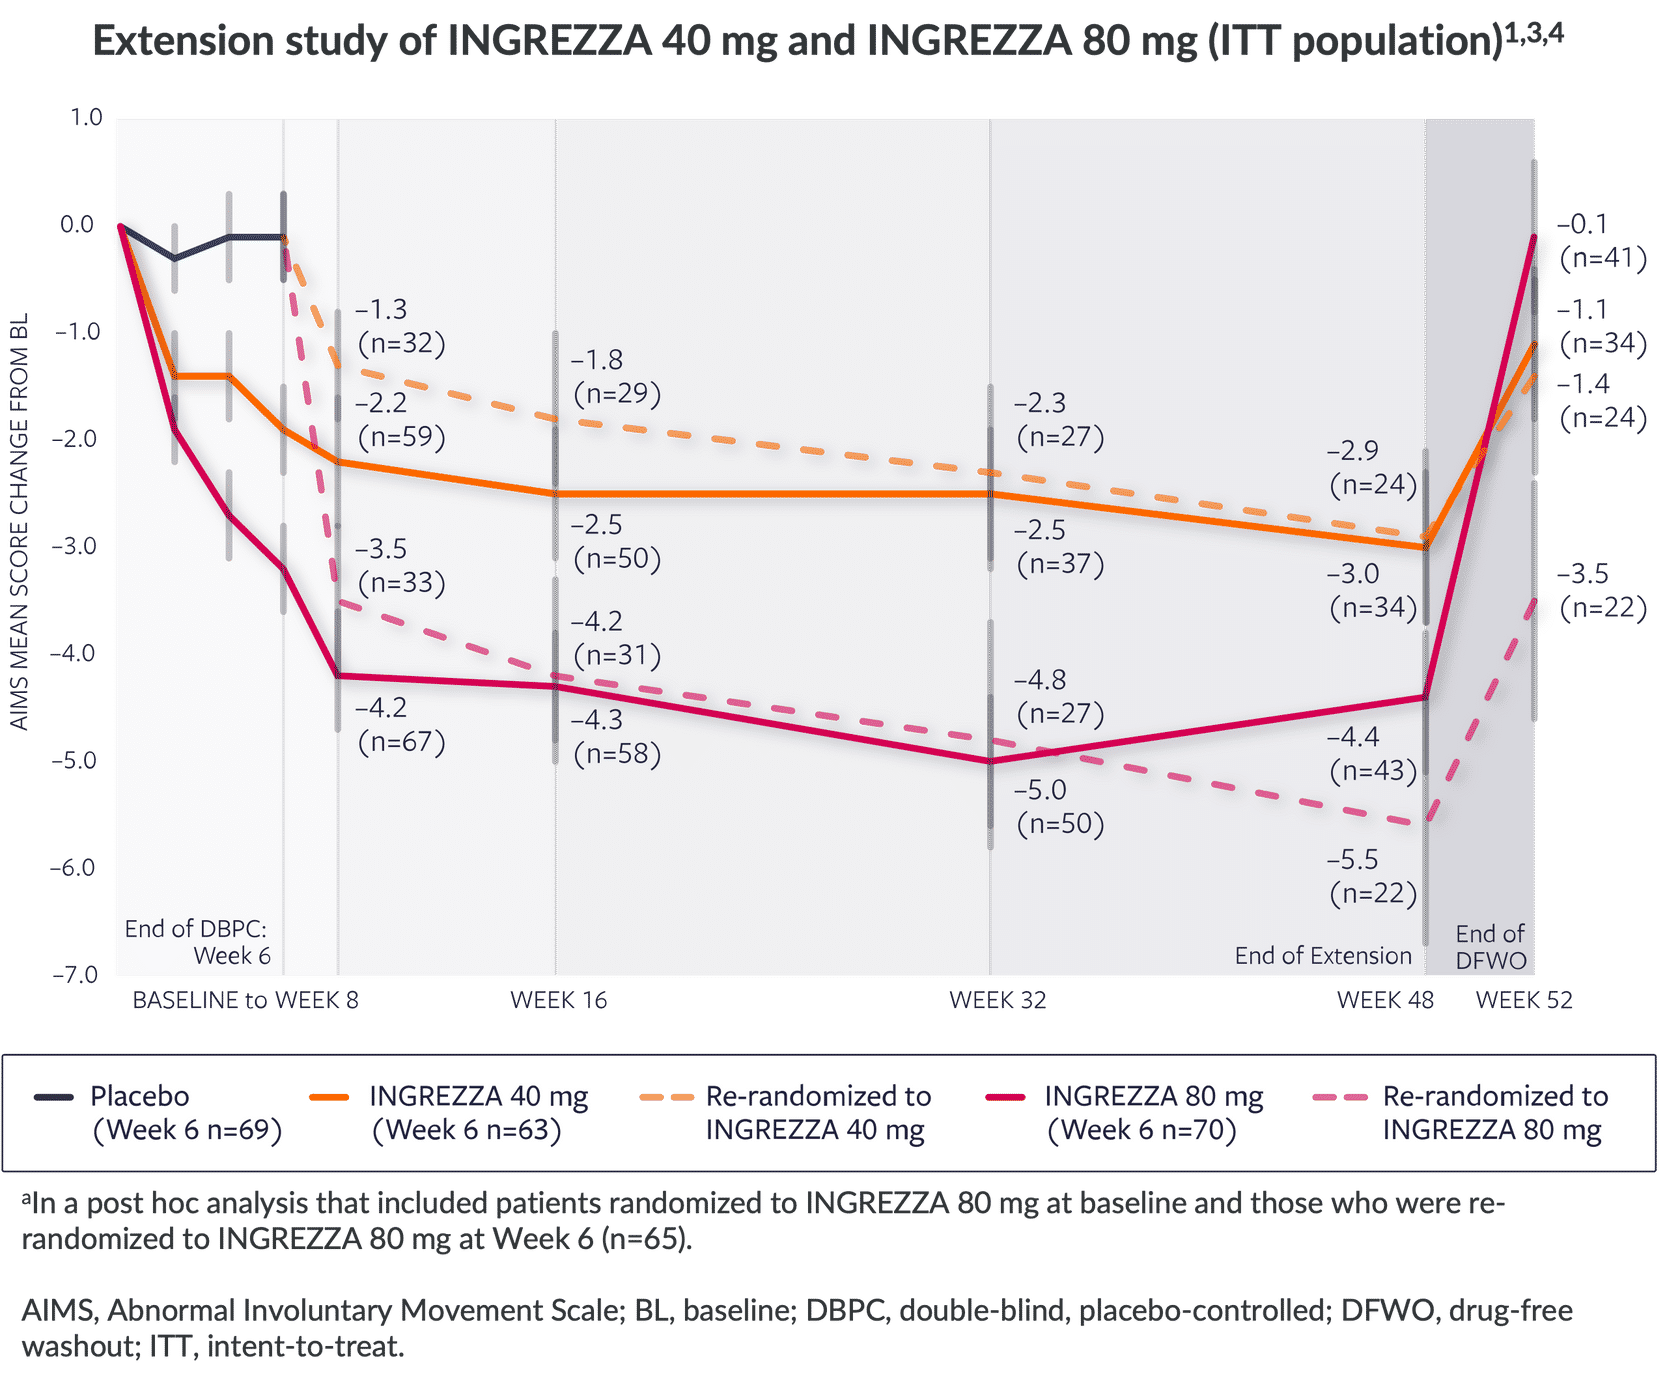 Extension study of INGREZZA 40 mg and INGREZZA 80 mg (ITT population)1,3,4
AIMS MEAN SCORE CHANGE FROM BL
1.0
0.0
–1.0
–2.0
–3.0
–4.0
–5.0
–6.0
–7.0
–1.3
(n=32)
–2.2
(n=59)
–3.5
(n=33)
–4.2
(n=67)
–1.8
(n=29)
–2.5
(n=50)
–4.2
(n=31)
–4.3
(n=58)
–2.3
(n=27)
–2.5
(n=37)
–4.8
(n=27)
–5.0
(n=50)
–2.9
(n=24)
–3.0
(n=34)
–4.4
(n=43)
–5.5
(n=22)
–0.1
(n=41)
–1.1
(n=34)
–1.4
(n=24)
–3.5
(n=22)
End of DBPC:
Week 6
End of Extension
End of
DFWO
BASELINE to WEEK 8
WEEK 16
WEEK 32
WEEK 48
WEEK 52
Placebo
(Week 6 n=69)
INGREZZA 40 mg
(Week 6 n=63)
Re-randomized to
INGREZZA 40 mg
INGREZZA 80 mg
(Week 6 n=70)
Re-randomized to
INGREZZA 80 mg
aIn a post hoc analysis that included patients randomized to INGREZZA 80 mg at baseline and those who were re-
randomized to INGREZZA 80 mg at Week 6 (n=65).
AIMS, Abnormal Involuntary Movement Scale; BL, baseline; DBPC, double-blind, placebo-controlled; DFWO, drug-free
washout; ITT, intent-to-treat.